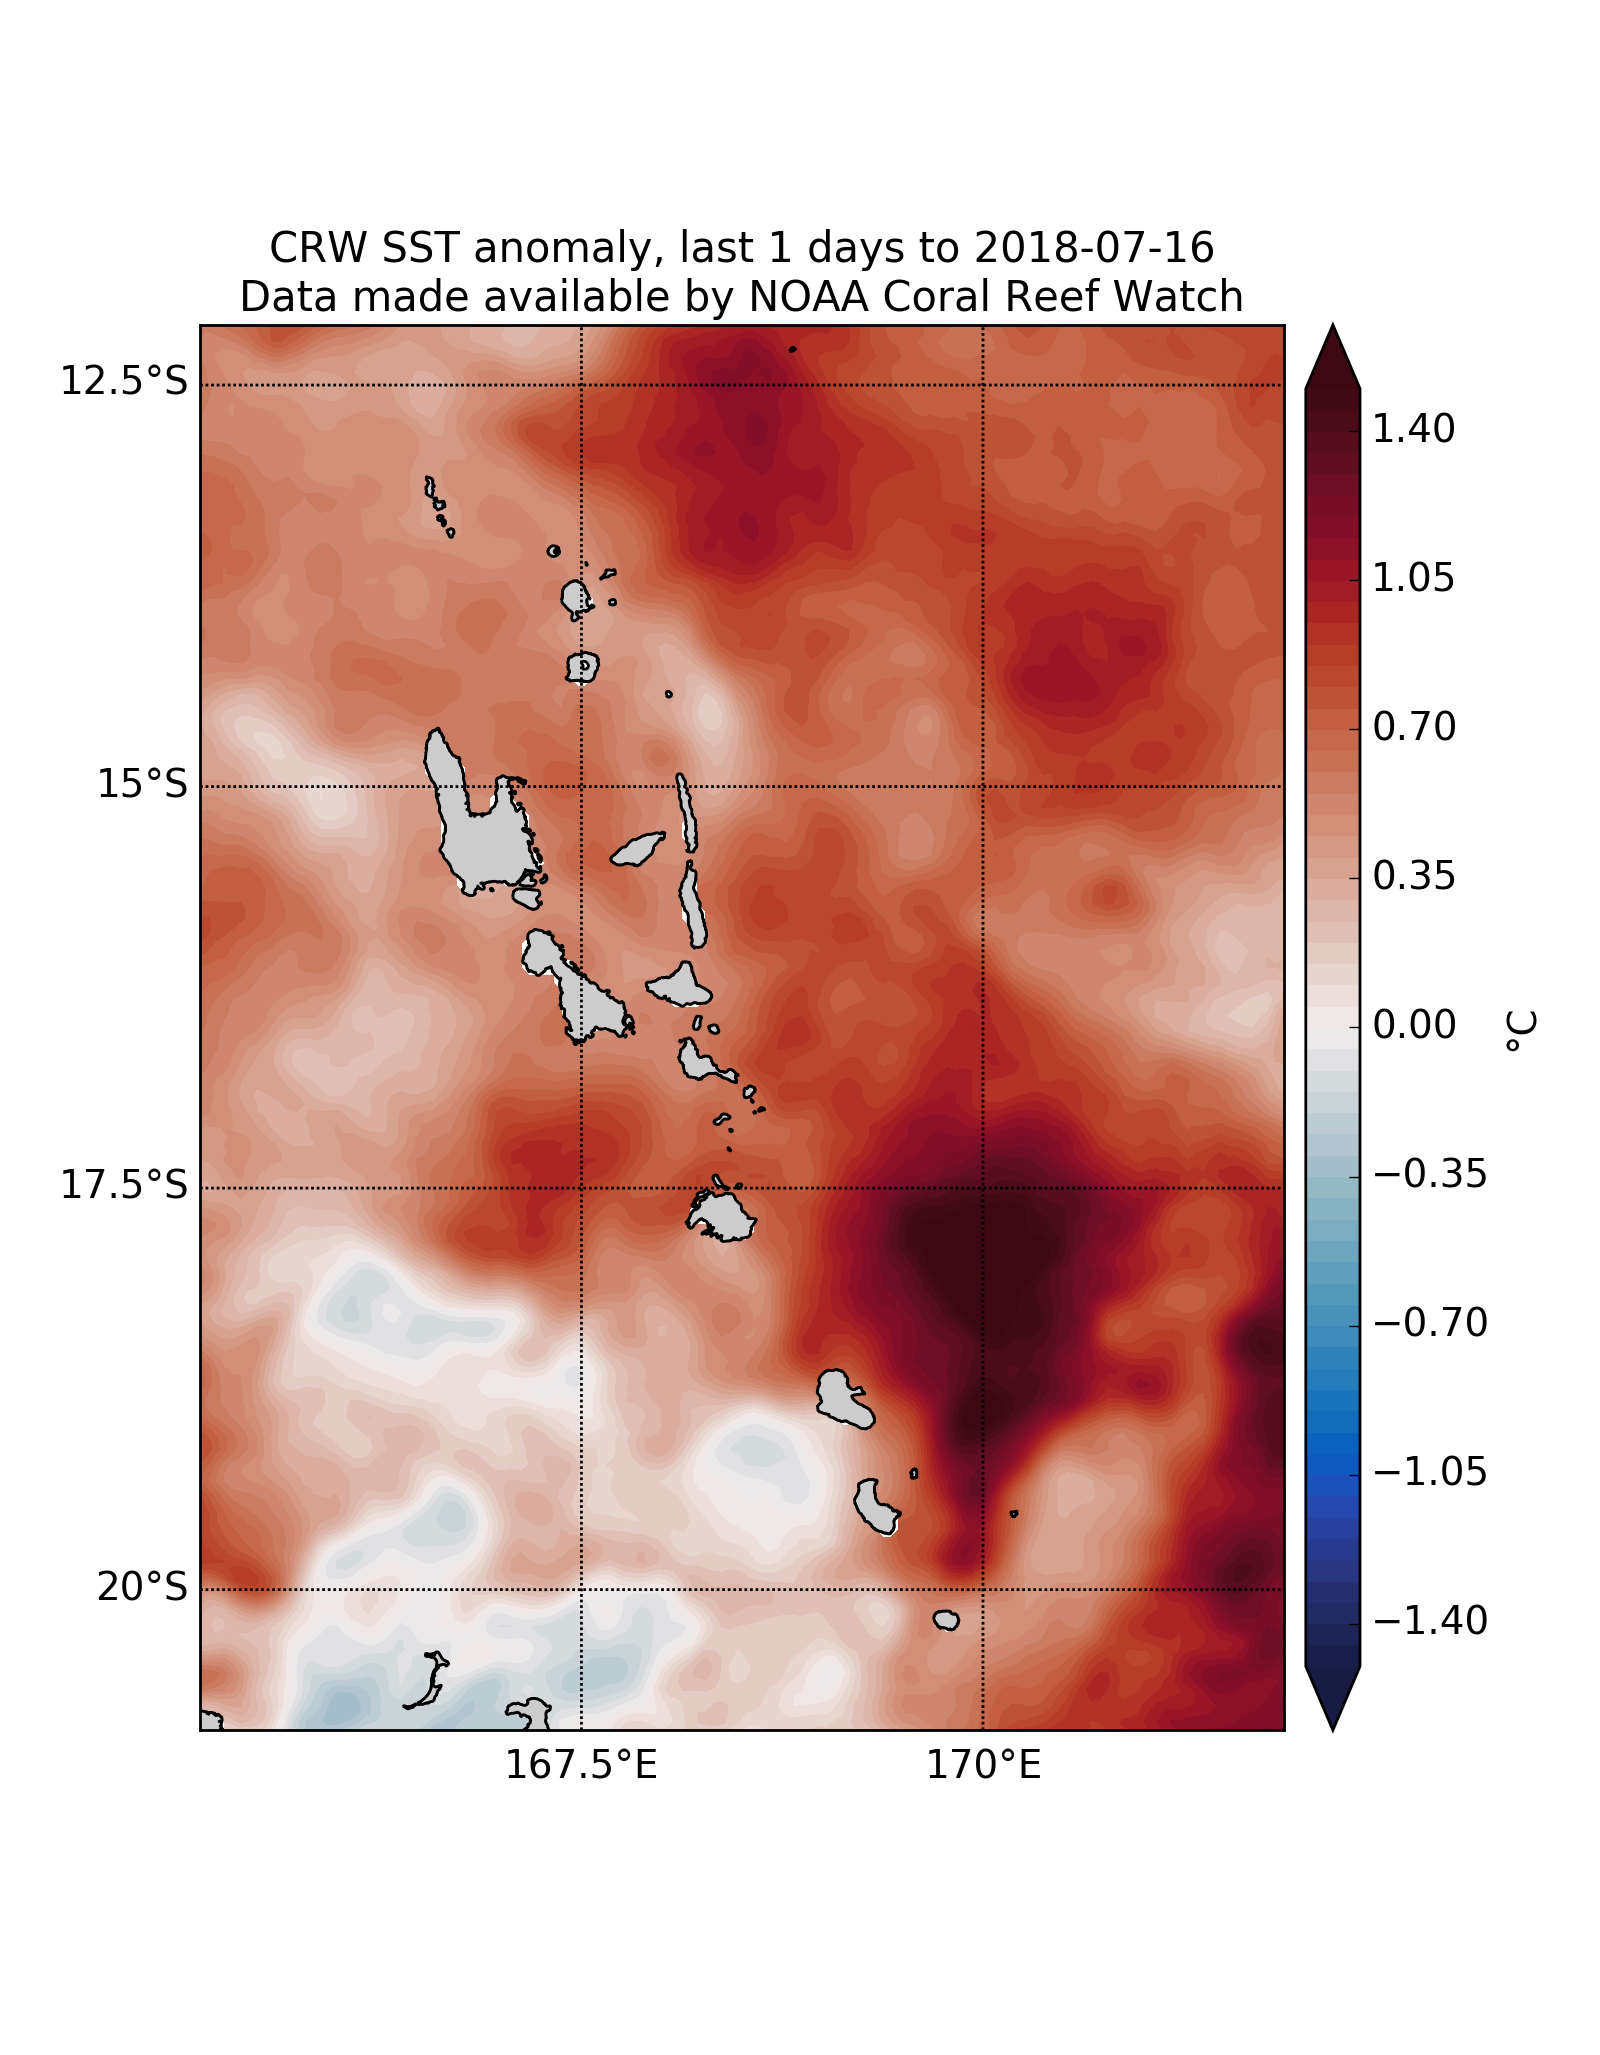 CRW SST anomaly, last 1 days to 2018-07-16
Data made available by NOAA Coral Reef Watch
12.5°S
15°S
17.5°S
20°S
167.5°E
170°E
1.40
1.05
0.70
0.35
0.00
−0.35
−0.70
−1.05
−1.40
°C